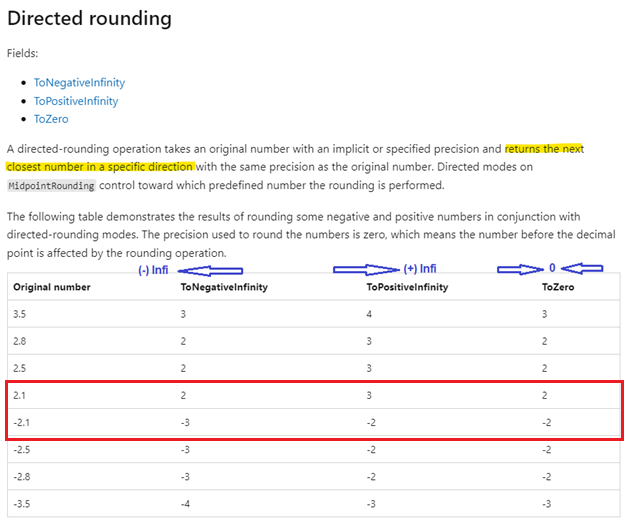 Directed rounding
Fields:
• ToNegativeInfinity
• ToPositiveInfinity
• ToZero
A directed-rounding operation takes an original number with an implicit or specified precision and returns the next
closest number in a specific direction with the same precision as the original number. Directed modes on
MidpointRounding control toward which predefined number the rounding is performed.
The following table demonstrates the results of rounding some negative and positive numbers in conjunction with
directed-rounding modes. The precision used to round the numbers is zero, which means the number before the decimal
point is affected by the rounding operation.
(-) Infi (+) Infi 0
Original number ToNegativeInfinity ToPositiveInfinity ToZero
3.5 3 4 3
2.8 2 3 2
2.5 2 3 2
2.1 2 3 2
-2.1 -3 -2 -2
-2.5 -3 -2 -2
-2.8 -3 -2 -2
-3.5 -4 -3 -3